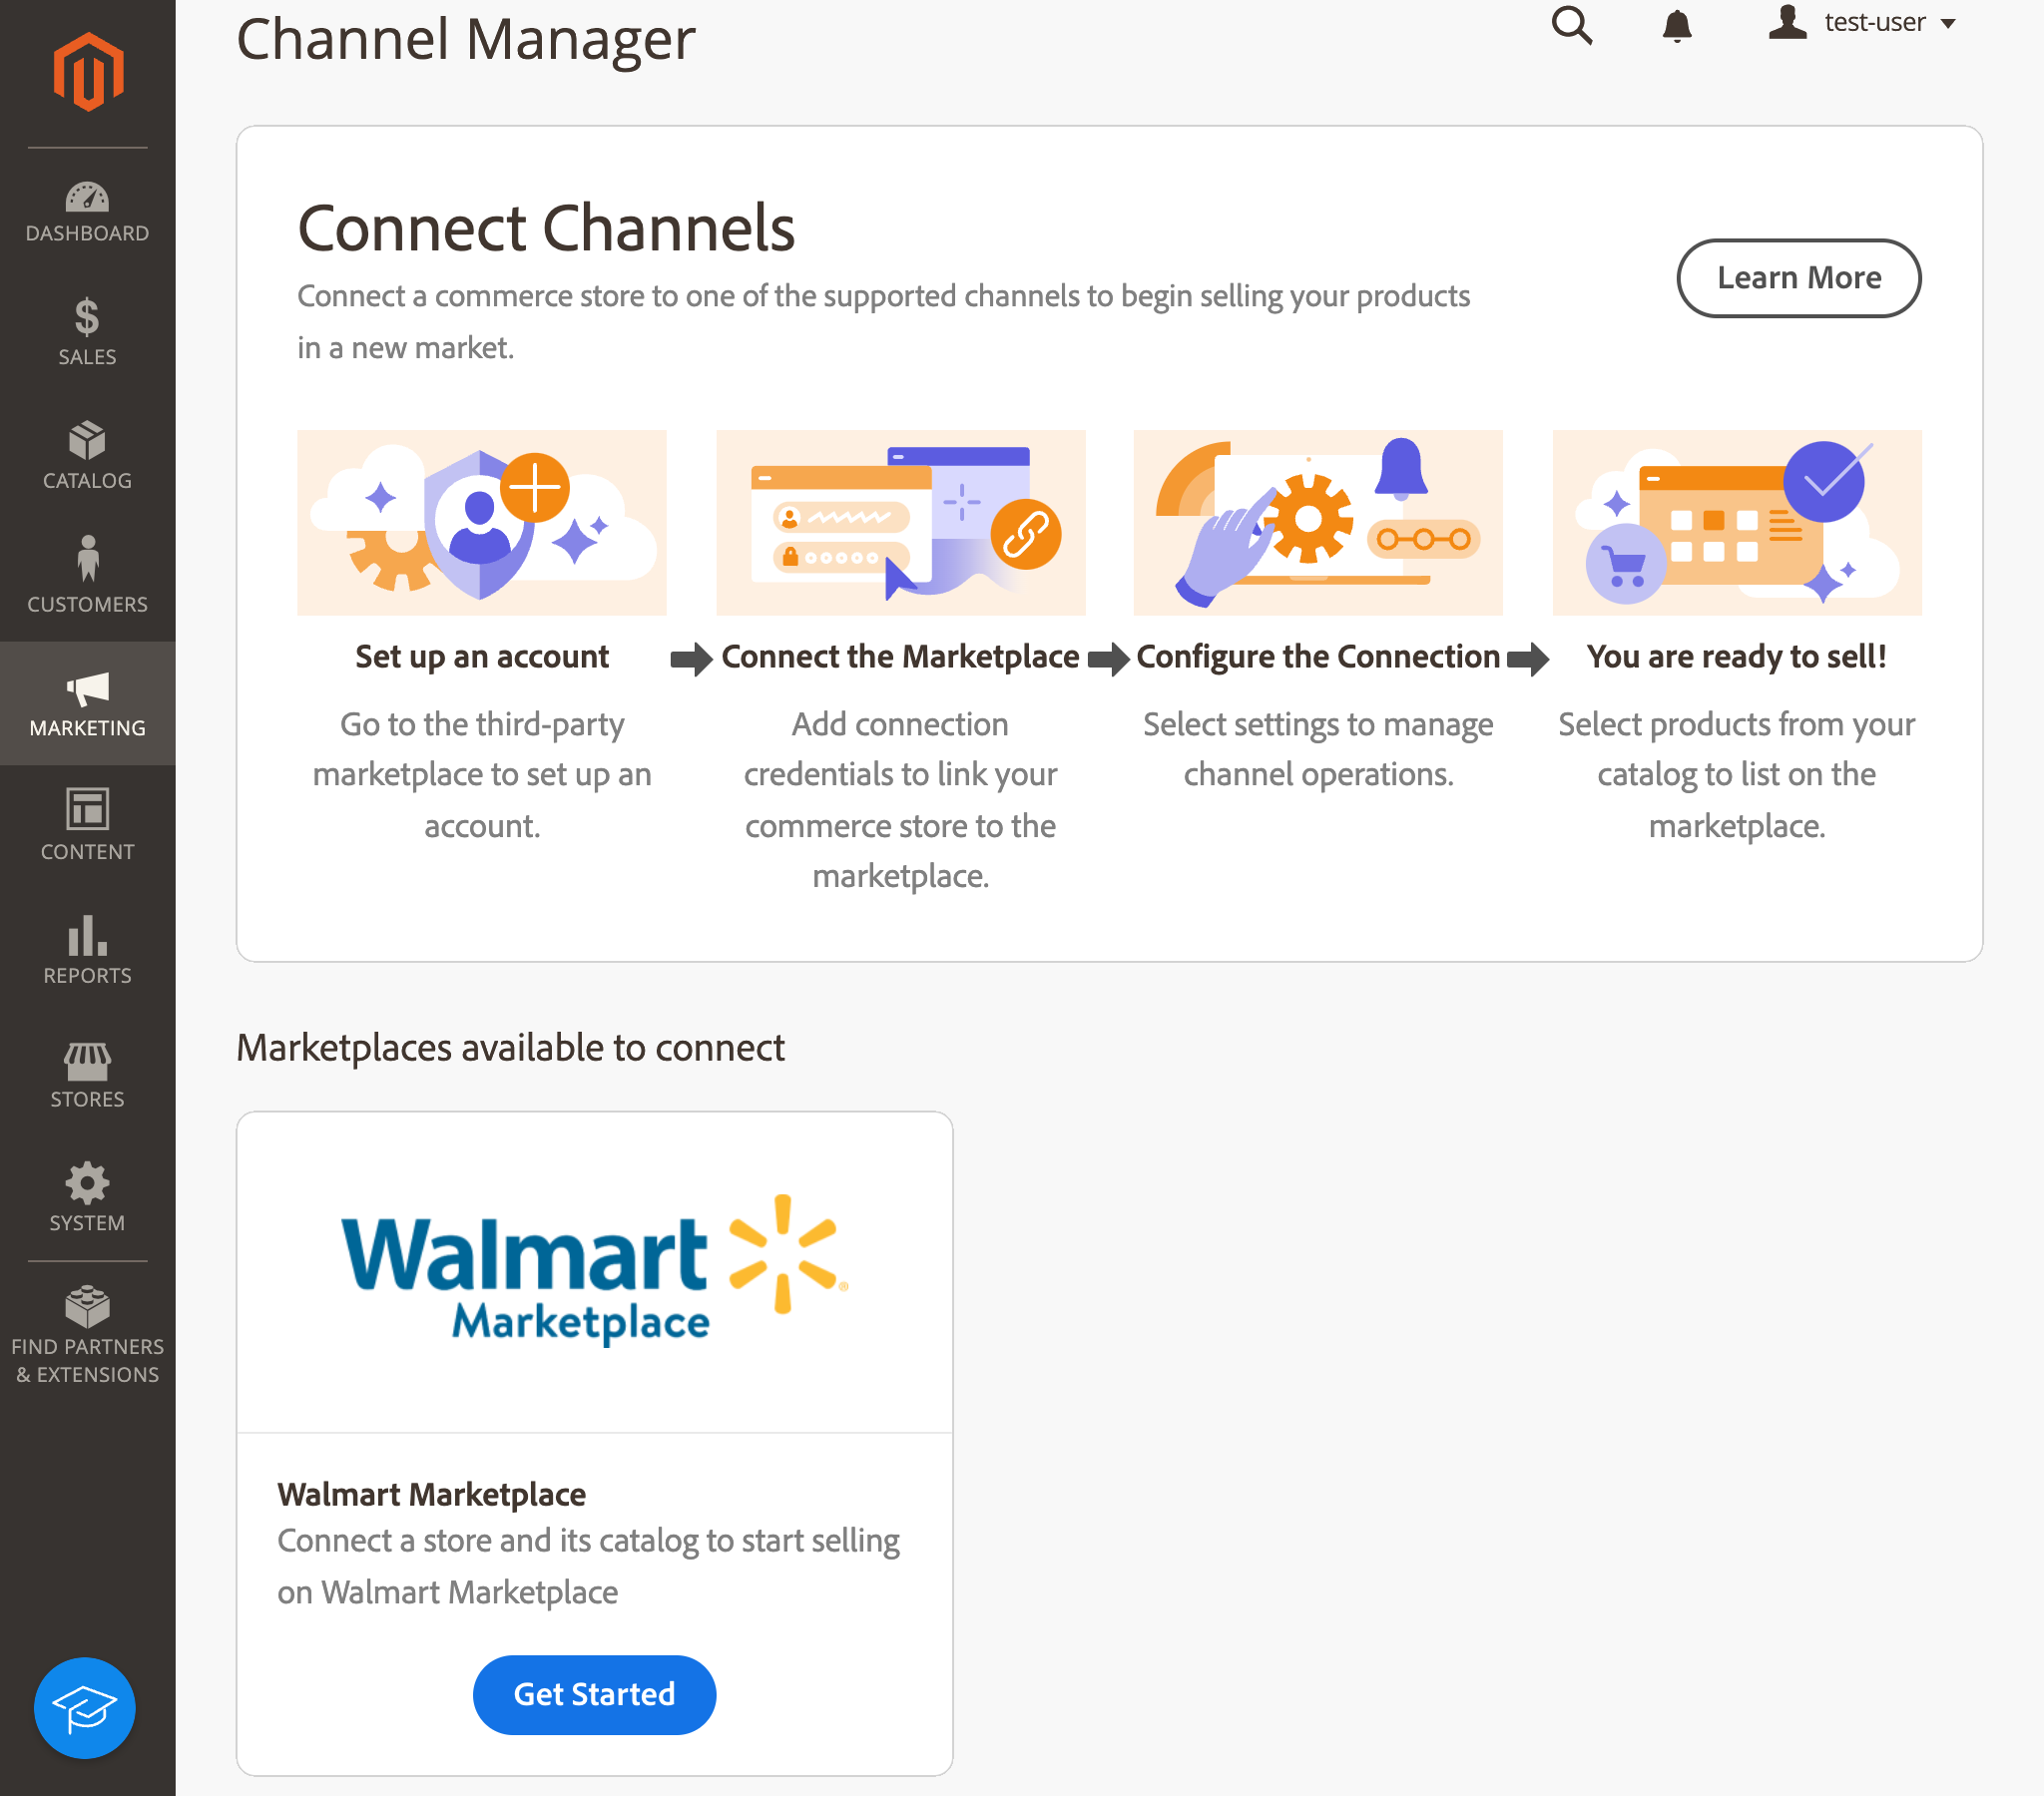 Channel Manager
test-user
DASHBOARD
SALES
CATALOG
CUSTOMERS
MARKETING
CONTENT
REPORTS
STORES
SYSTEM
FIND PARTNERS
& EXTENSIONS
Connect Channels
Connect a commerce store to one of the supported channels to begin selling your products
in a new market.
Learn More
Set up an account
Go to the third-party
marketplace to set up an
account.
Connect the Marketplace
Add connection
credentials to link your
commerce store to the
marketplace.
Configure the Connection
Select settings to manage
channel operations.
You are ready to sell!
Select products from your
catalog to list on the
marketplace.
Marketplaces available to connect
Walmart
Marketplace
Walmart Marketplace
Connect a store and its catalog to start selling
on Walmart Marketplace
Get Started